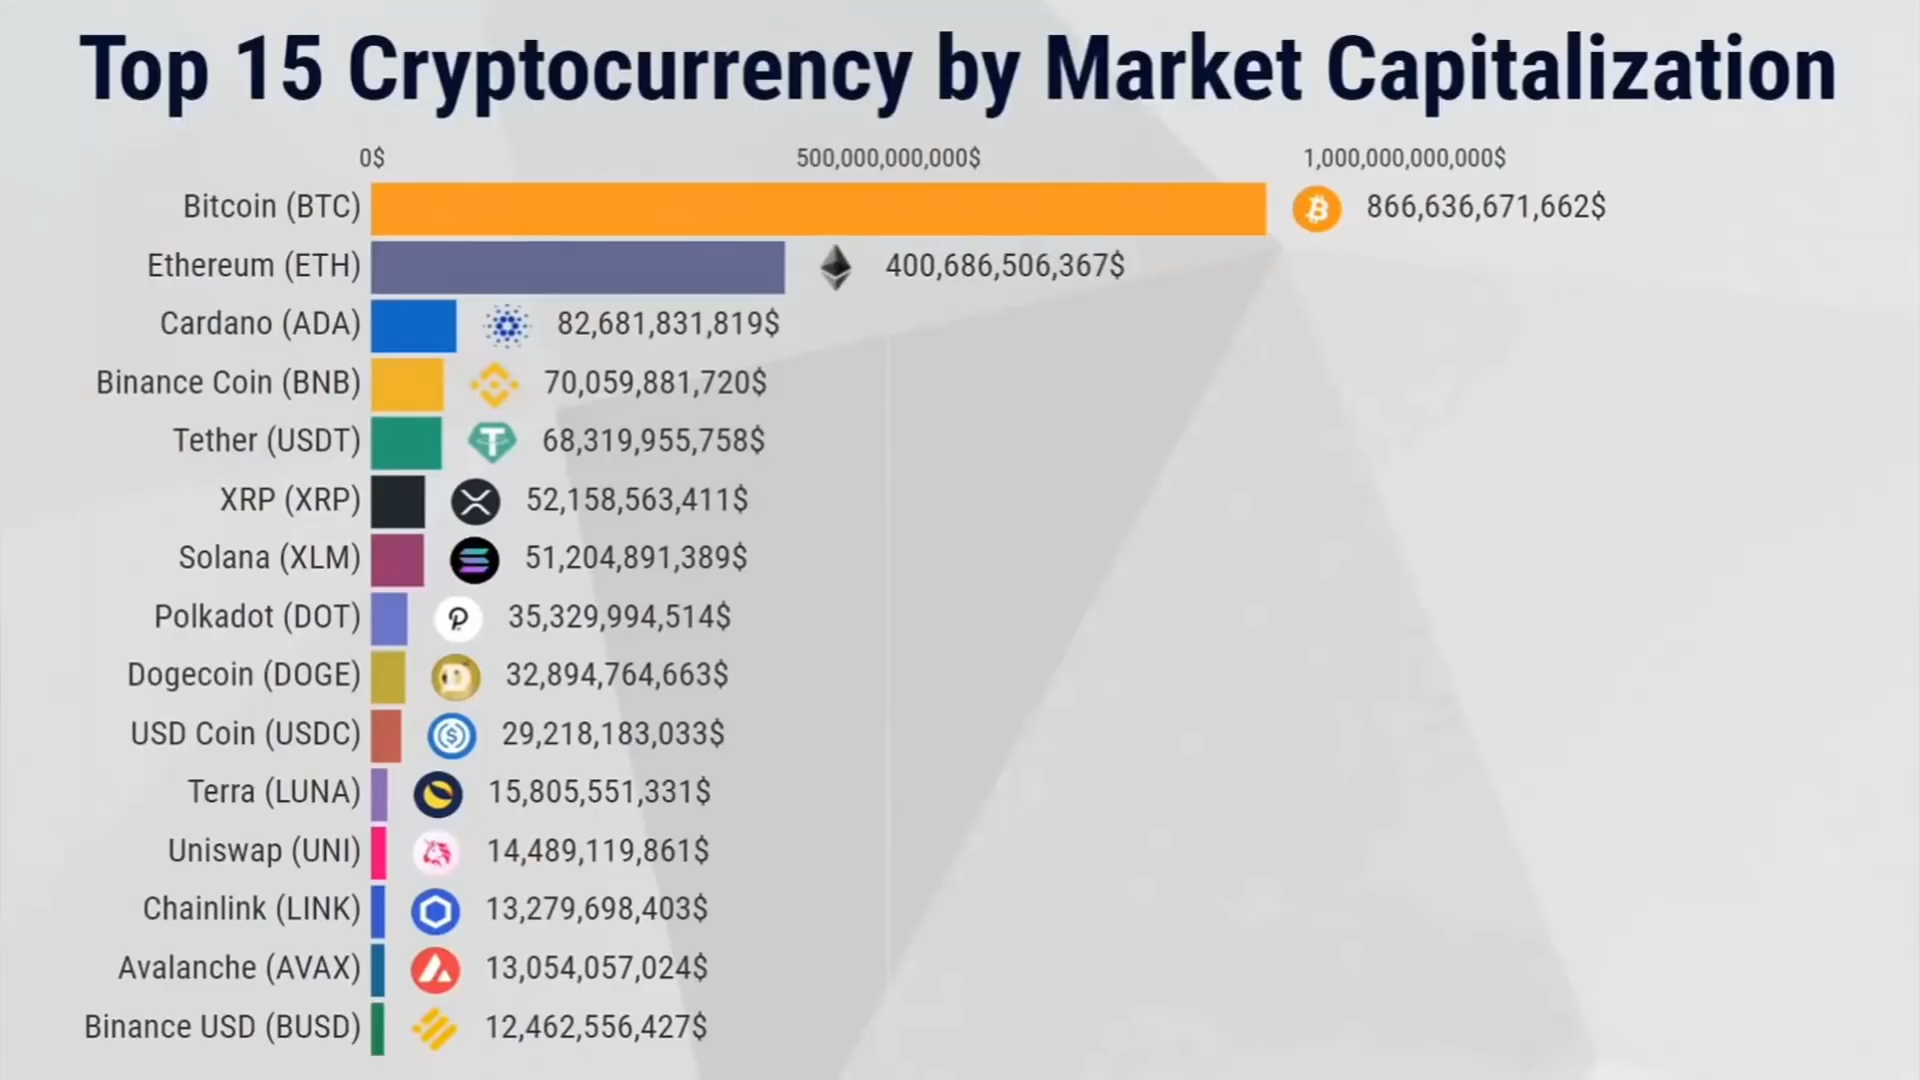 Top 15 Cryptocurrency by Market Capitalization
0$ 500,000,000,000$ 1,000,000,000,000$
Bitcoin (BTC) 866,636,671,662$
Ethereum (ETH) 400,686,506,367$
Cardano (ADA) 82,681,831,819$
Binance Coin (BNB) 70,059,881,720$
Tether (USDT) 68,319,955,758$
XRP (XRP) 52,158,563,411$
Solana (XLM) 51,204,891,389$
Polkadot (DOT) 35,329,994,514$
Dogecoin (DOGE) 32,894,764,663$
USD Coin (USDC) 29,218,183,033$
Terra (LUNA) 15,805,551,331$
Uniswap (UNI) 14,489,119,861$
Chainlink (LINK) 13,279,698,403$
Avalanche (AVAX) 13,054,057,024$
Binance USD (BUSD) 12,462,556,427$